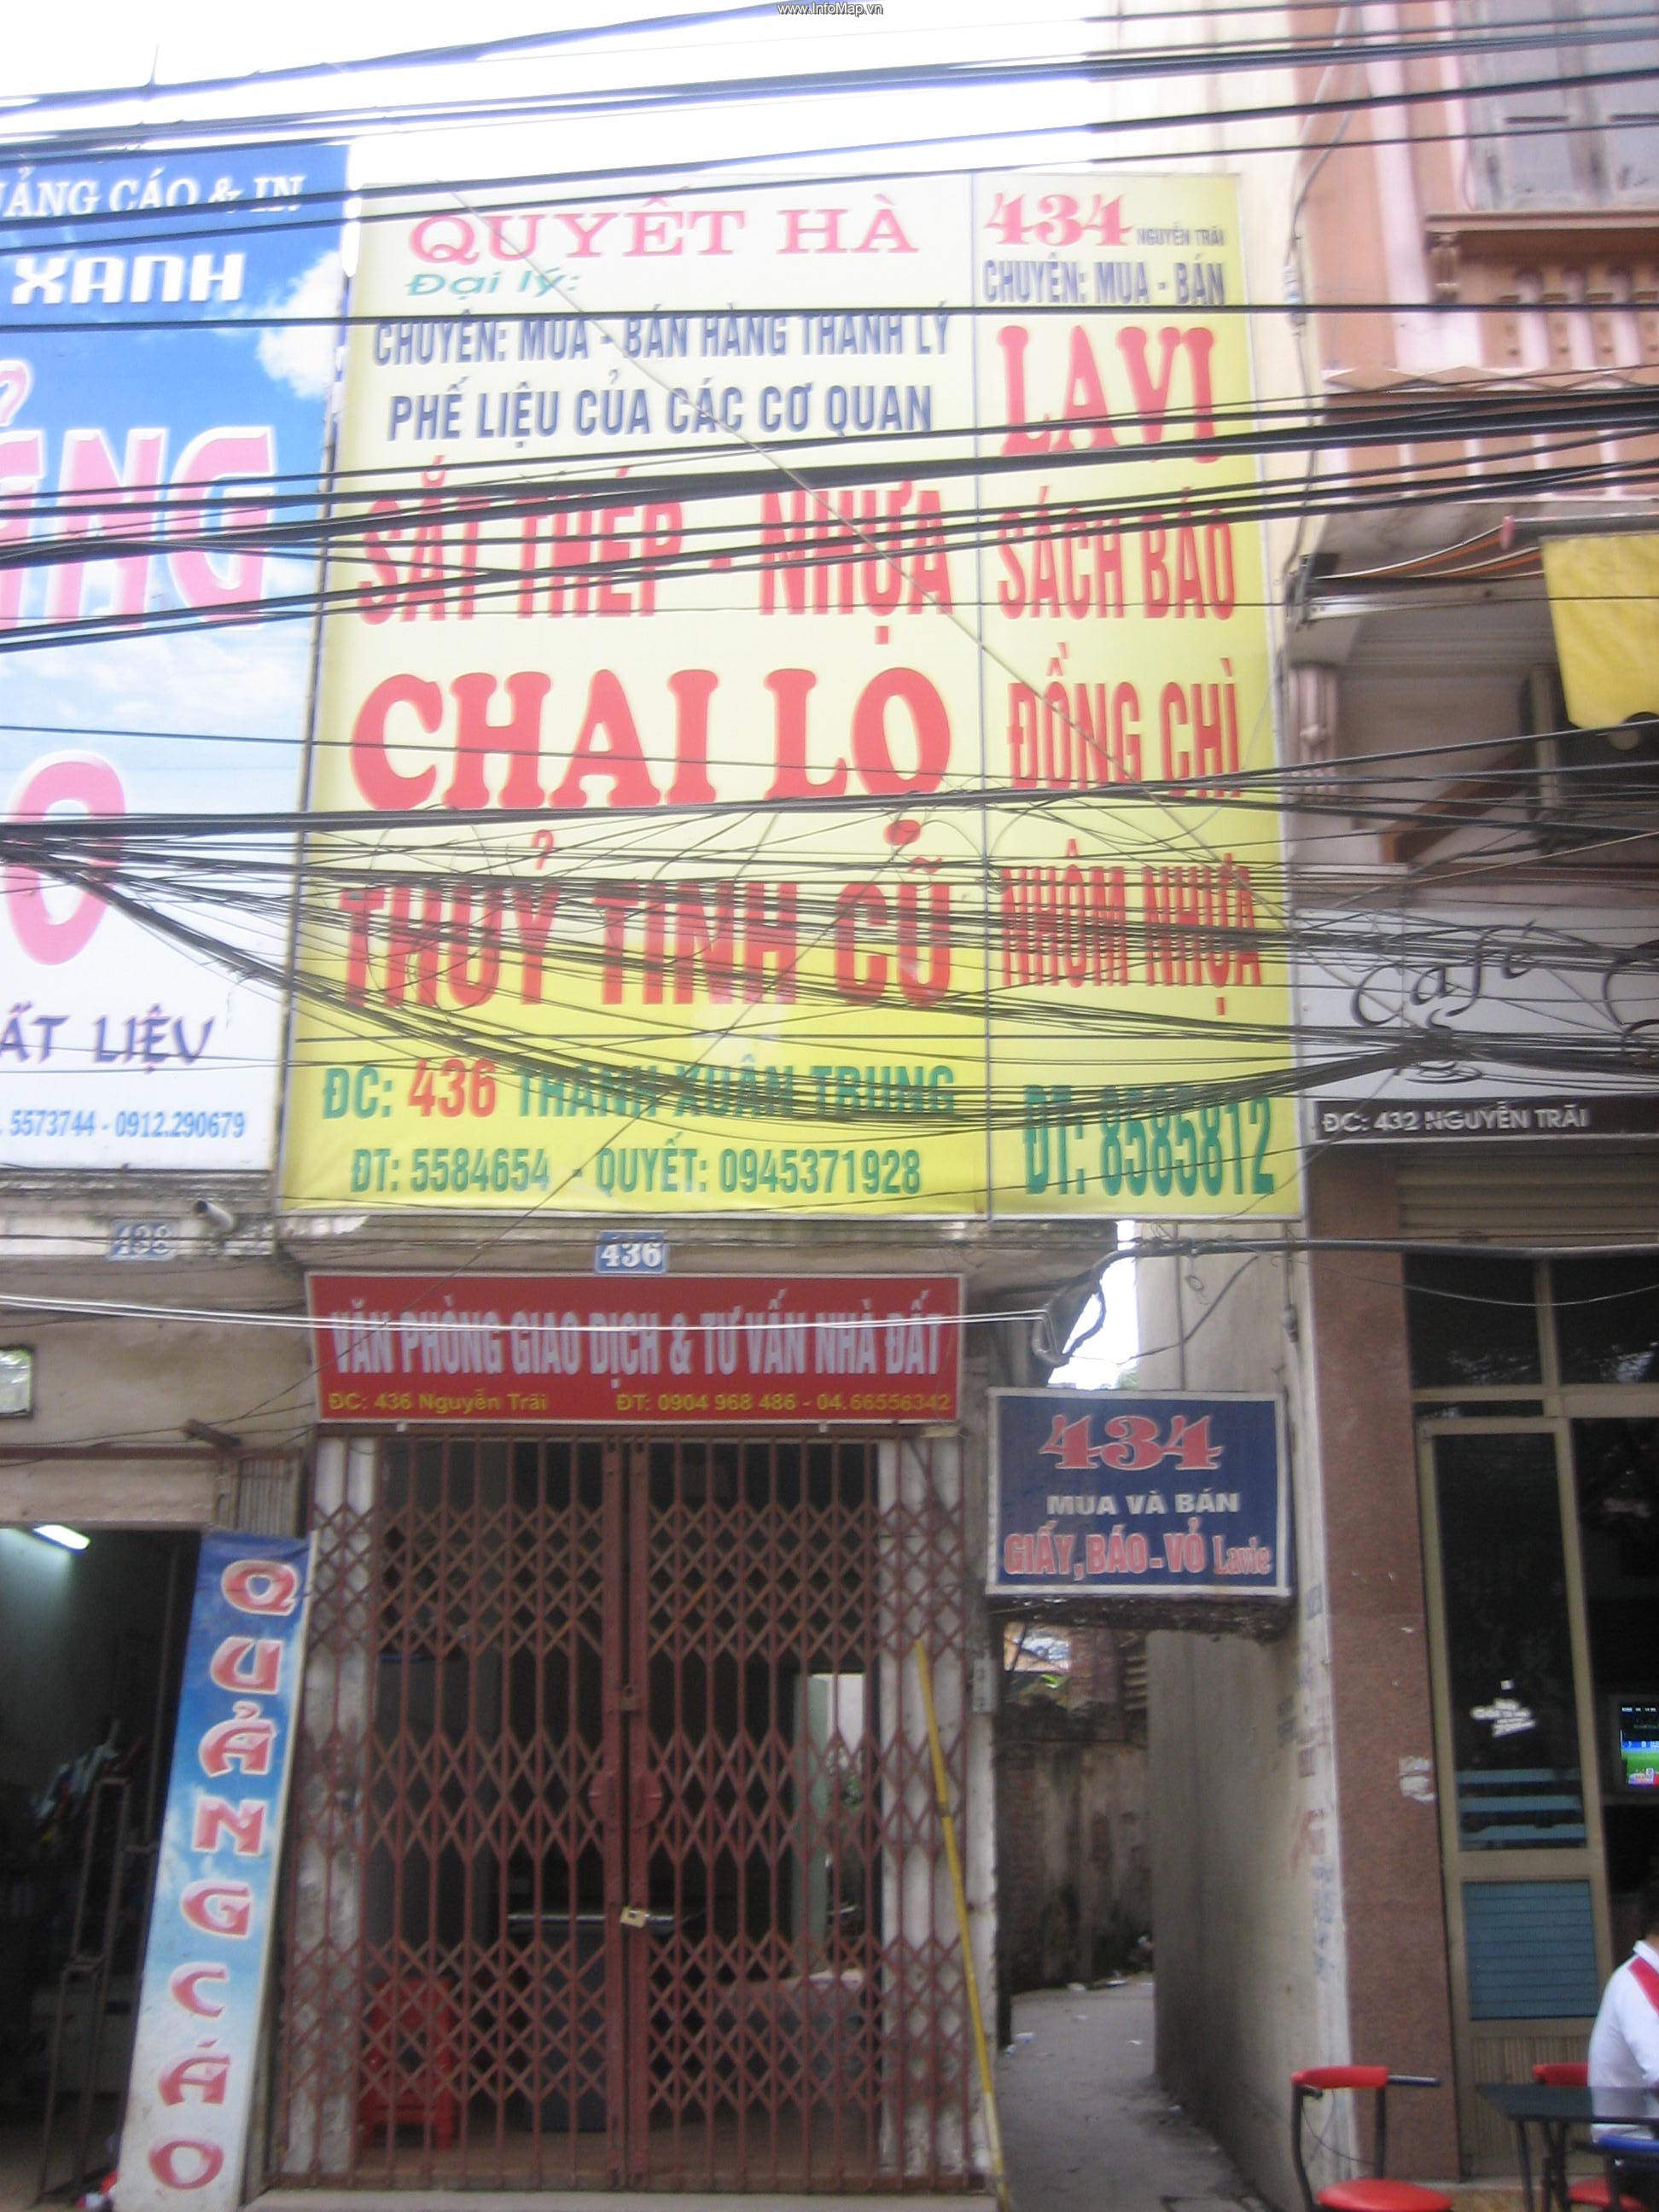 www.InfoMap.vn
ẢNG CÁO & IN
XANH
ẤT LIỆU
5573744 - 0912.290679
438
QUYẾT HÀ
Đại lý:
CHUYÊN: MUA - BÁN HÀNG THANH LÝ
PHẾ LIỆU CỦA CÁC CƠ QUAN
SẮT THÉP - NHỰA
CHAI LỌ
THUỶ TINH CŨ
ĐC: 436 THANH XUÂN TRUNG
ĐT: 5584654 - QUYẾT: 0945371928
434 NGUYỄN TRÃI
CHUYÊN: MUA - BÁN
LAVI
SÁCH BÁO
ĐỒNG CHÌ
NHÔM NHỰA
ĐT: 8585812
Cafe
ĐC: 432 NGUYỄN TRÃI
436
VĂN PHÒNG GIAO DỊCH & TƯ VẤN NHÀ ĐẤT
ĐC: 436 Nguyễn Trãi ĐT: 0904 968 486 - 04.66556342
434
MUA VÀ BÁN
GIẤY, BÁO - VỎ Lavie
QUẢNG CÁO